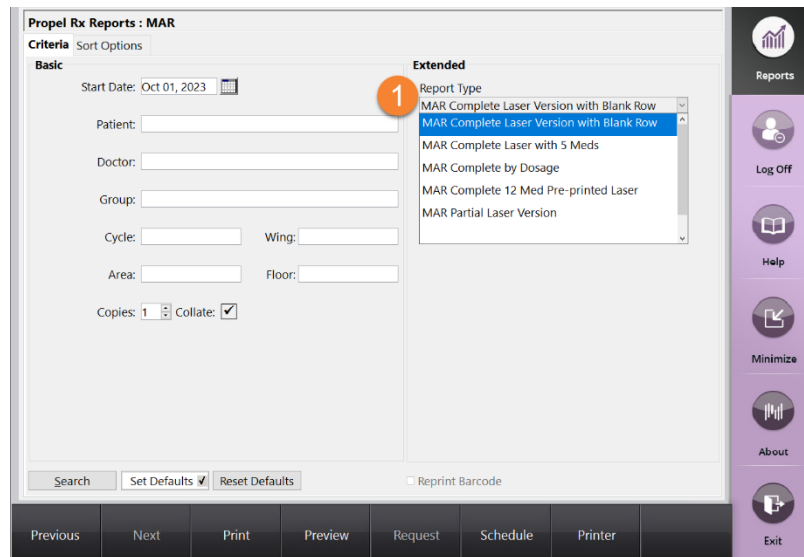 Propel Rx Reports : MAR
Criteria Sort Options
Basic
Start Date: Oct 01, 2023
Patient:
Doctor:
Group:
Cycle: Wing:
Area: Floor:
Copies: 1 Collate:
Extended
Report Type
1
MAR Complete Laser Version with Blank Row
MAR Complete Laser Version with Blank Row
MAR Complete Laser with 5 Meds
MAR Complete by Dosage
MAR Complete 12 Med Pre-printed Laser
MAR Partial Laser Version
Search Set Defaults Reset Defaults
Reprint Barcode
Previous Next Print Preview Request Schedule Printer
Reports
Log Off
Help
Minimize
About
Exit